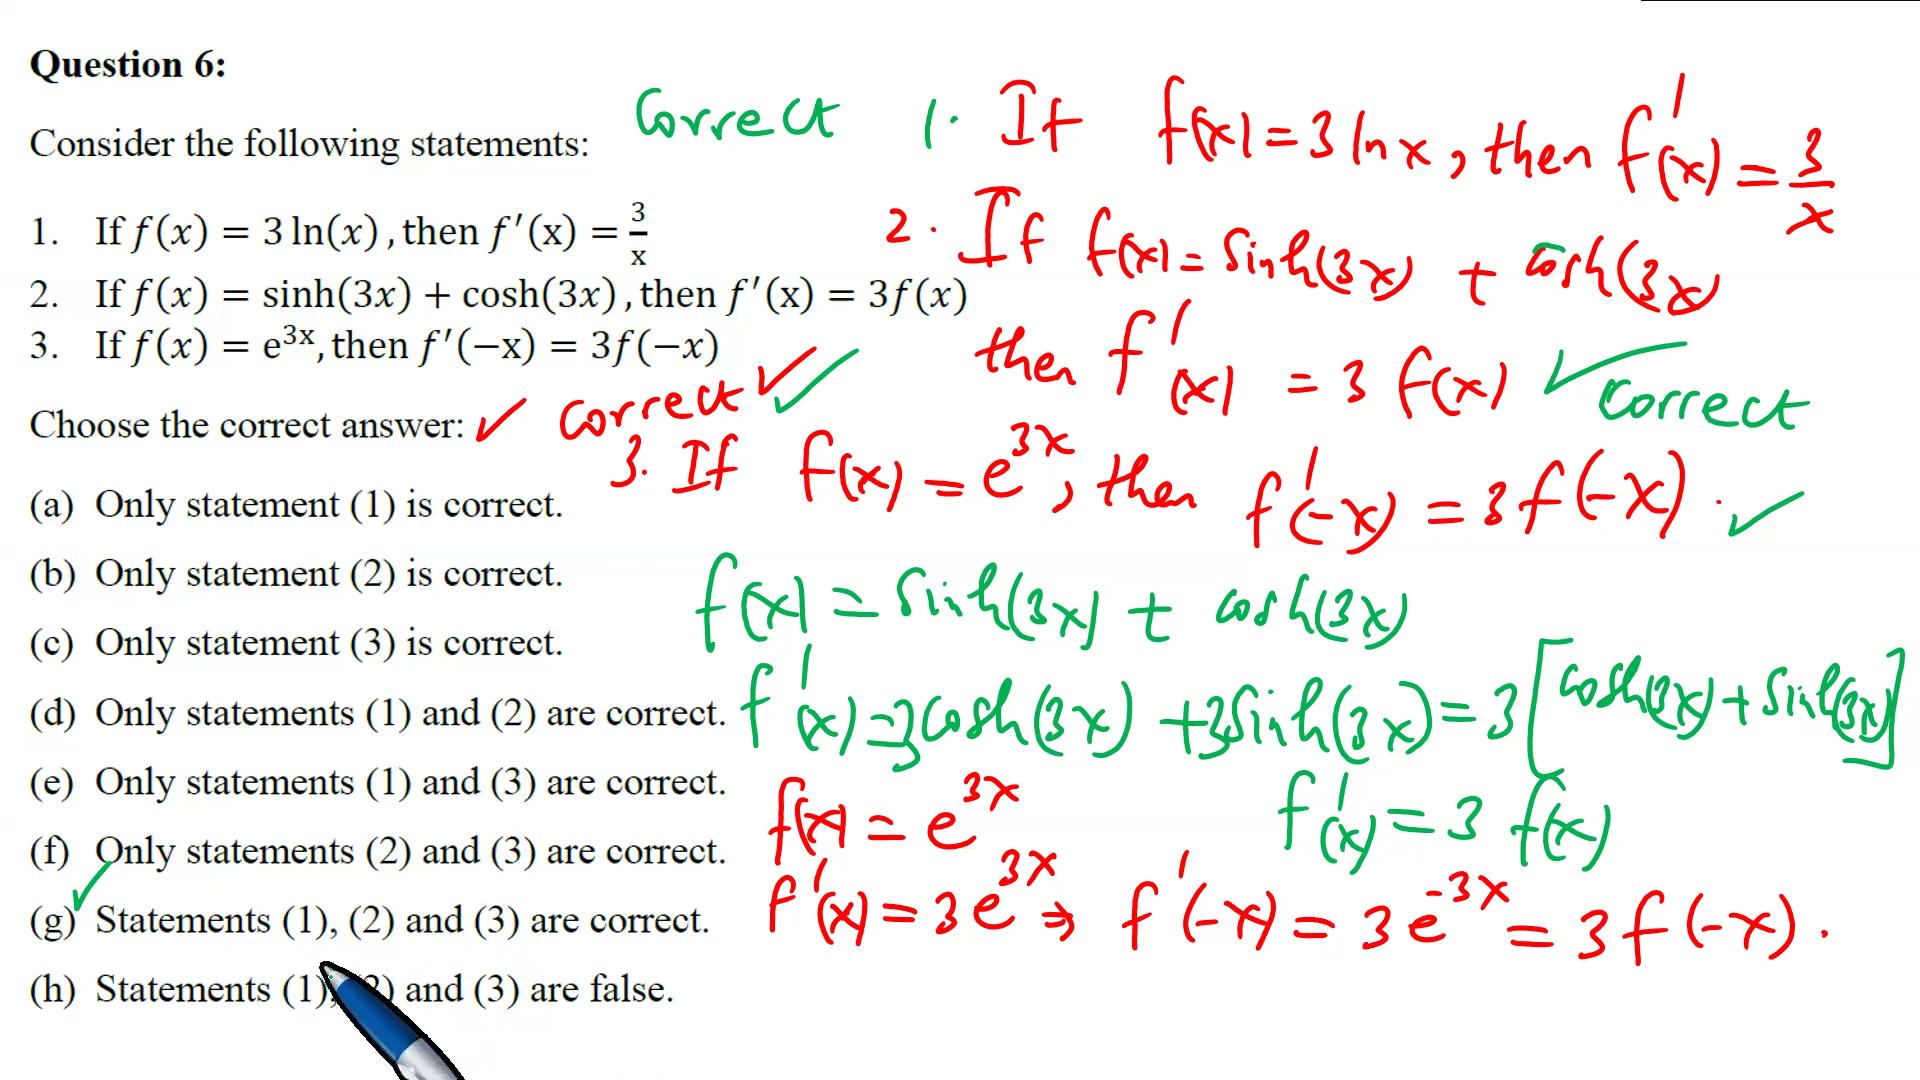 Question 6:
Consider the following statements:
1. If f(x) = 3 ln(x), then f′(x) = 3/x
2. If f(x) = sinh(3x) + cosh(3x), then f′(x) = 3f(x)
3. If f(x) = e^3x, then f′(−x) = 3f(−x)
Choose the correct answer: ✓
(a) Only statement (1) is correct.
(b) Only statement (2) is correct.
(c) Only statement (3) is correct.
(d) Only statements (1) and (2) are correct.
(e) Only statements (1) and (3) are correct.
(f) Only statements (2) and (3) are correct.
(g) Statements (1), (2) and (3) are correct.
(h) Statements (1), (2) and (3) are false.
Correct 1. If f(x) = 3 ln x, then f′(x) = 3/x
2. If f(x) = Sinh(3x) + cosh(3x
then f′(x) = 3 f(x) ✓ correct
correct ✓ ✓
3. If f(x) = e^3x, then f′(-x) = 3f(-x). ✓
f(x) = Sinh(3x) + cosh(3x)
f′(x) = 3cosh(3x) + 3Sinh(3x) = 3[cosh(3x) + Sinh(3x)]
f′(x) = 3 f(x)
f(x) = e^3x
f′(x) = 3e^3x ⇒ f′(-x) = 3e^-3x = 3f(-x).